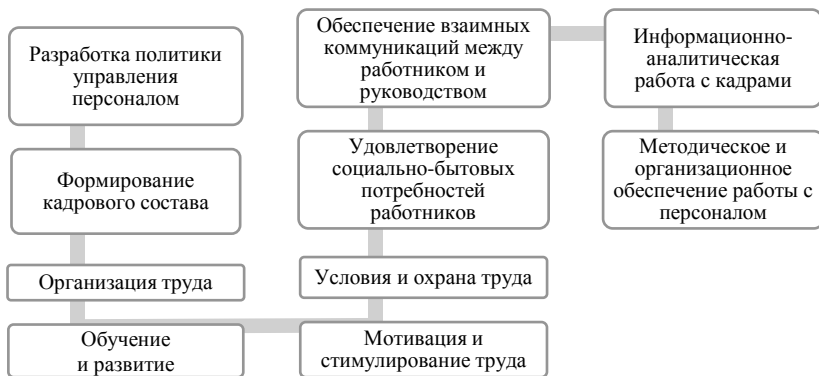 Разработка политики
управления
персоналом
Формирование
кадрового состава
Организация труда
Обучение
и развитие
Мотивация и
стимулирование труда
Условия и охрана труда
Удовлетворение
социально-бытовых
потребностей
работников
Обеспечение взаимных
коммуникаций между
работником и
руководством
Информационно-
аналитическая
работа с кадрами
Методическое и
организационное
обеспечение работы с
персоналом